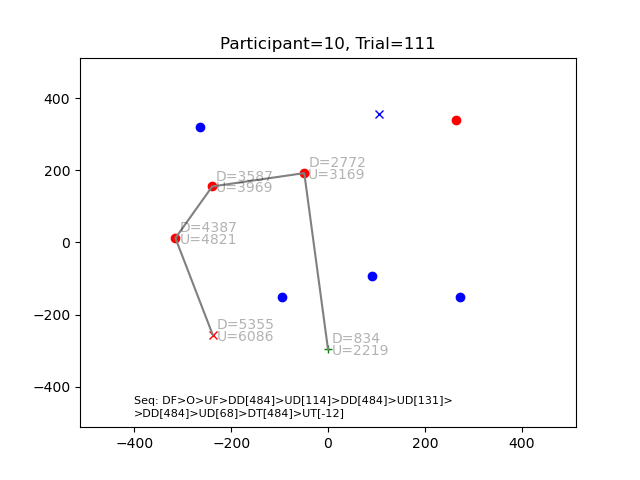 Participant=10, Trial=111
400
200
0
−200
−400
D=2772
U=3169
D=3587
U=3969
D=4387
U=4821
D=5355
U=6086
D=834
U=2219
Seq: DF>O>UF>DD[484]>UD[114]>DD[484]>UD[131]>
>DD[484]>UD[68]>DT[484]>UT[-12]
−400 −200 0 200 400